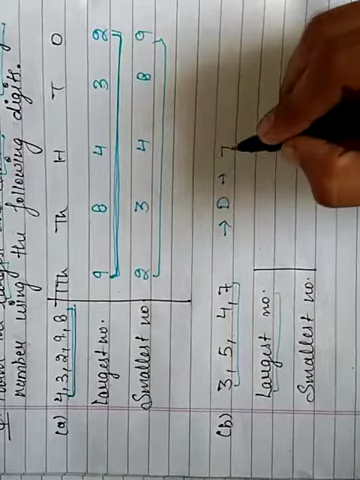 number using the following digits.
(a) 4,3,2,9,8 TTh Th H T O
Largest no. 9 8 4 3 2
Smallest no. 2 3 4 8 9
(b) 3, 5, 4, 7 → D → 7
Largest no.
Smallest no.